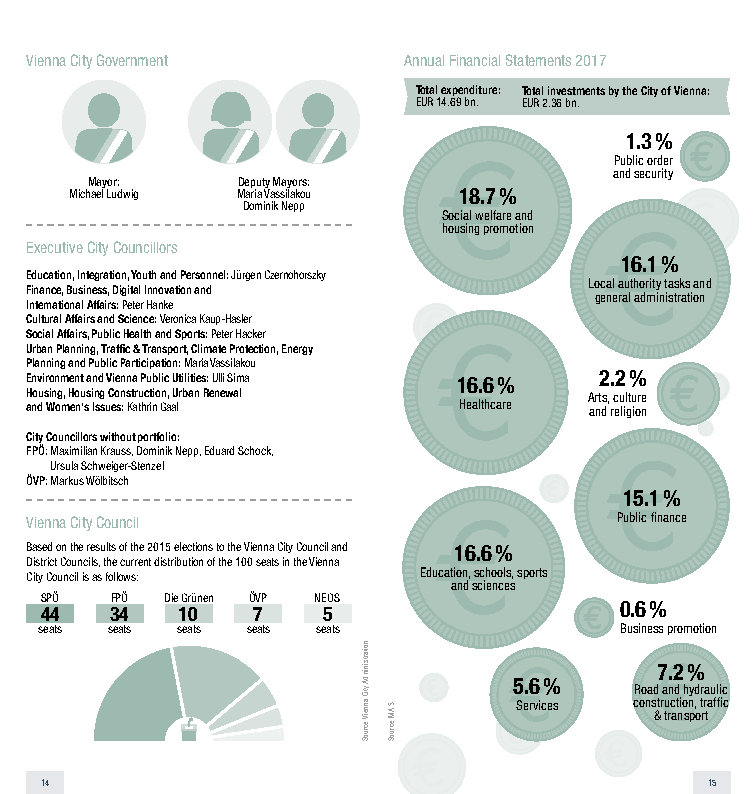 Vienna City Government
Mayor:
Michael Ludwig
Deputy Mayors:
Maria Vassilakou
Dominik Nepp
Executive City Councillors
Education, Integration, Youth and Personnel: Jürgen Czernohorszky
Finance, Business, Digital Innovation and
International Affairs: Peter Hanke
Cultural Affairs and Science: Veronica Kaup-Hasler
Social Affairs, Public Health and Sports: Peter Hacker
Urban Planning, Traffic & Transport, Climate Protection, Energy
Planning and Public Participation: Maria Vassilakou
Environment and Vienna Public Utilities: Ulli Sima
Housing, Housing Construction, Urban Renewal
and Women's Issues: Kathrin Gaal
City Councillors without portfolio:
FPÖ: Maximilian Krauss, Dominik Nepp, Eduard Schock,
Ursula Schweiger-Stenzel
ÖVP: Markus Wölbitsch
Vienna City Council
Based on the results of the 2015 elections to the Vienna City Council and
District Councils, the current distribution of the 100 seats in the Vienna
City Council is as follows:
SPÖ FPÖ Die Grünen ÖVP NEOS
44 34 10 7 5
seats seats seats seats seats
Source: Vienna City Administration
14
Annual Financial Statements 2017
Total expenditure: Total investments by the City of Vienna:
EUR 14.69 bn. EUR 2.36 bn.
1.3 %
Public order
and security
18.7 %
Social welfare and
housing promotion
16.1 %
Local authority tasks and
general administration
16.6 %
Healthcare
2.2 %
Arts, culture
and religion
15.1 %
Public finance
16.6 %
Education, schools, sports
and sciences
0.6 %
Business promotion
5.6 %
Services
7.2 %
Road and hydraulic
construction, traffic
& transport
Source: MA 5
15